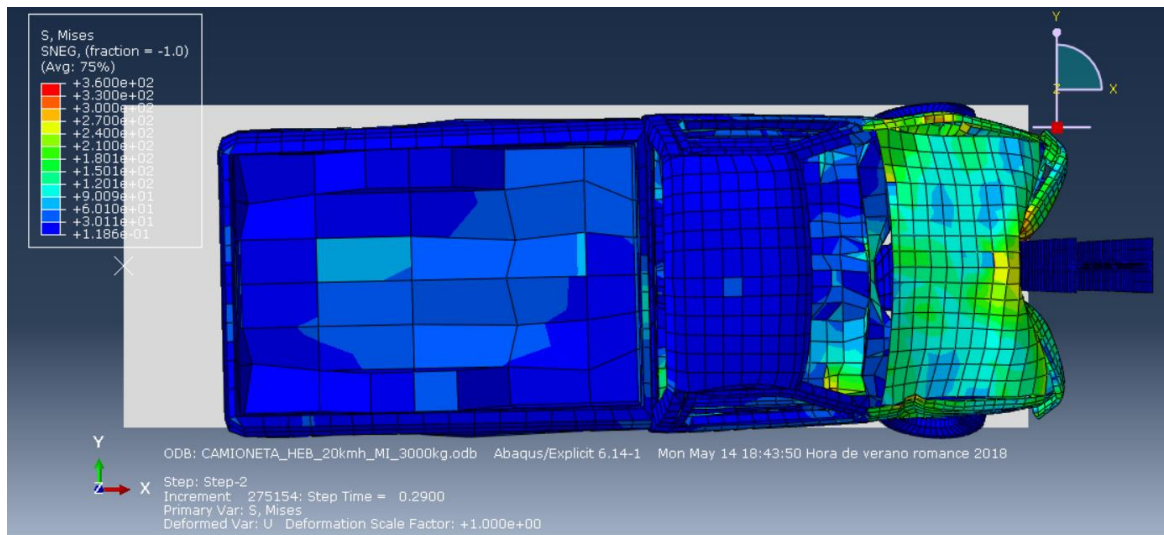 S, Mises
SNEG, (fraction = -1.0)
(Avg: 75%)
+3.600e+02
+3.300e+02
+3.000e+02
+2.700e+02
+2.400e+02
+2.100e+02
+1.801e+02
+1.501e+02
+1.201e+02
+9.009e+01
+6.010e+01
+3.011e+01
+1.186e-01
Y
Z
X
Y
Z
X
ODB: CAMIONETA_HEB_20kmh_MI_3000kg.odb Abaqus/Explicit 6.14-1 Mon May 14 18:43:50 Hora de verano romance 2018
Step: Step-2
Increment 275154: Step Time = 0.2900
Primary Var: S, Mises
Deformed Var: U Deformation Scale Factor: +1.000e+00